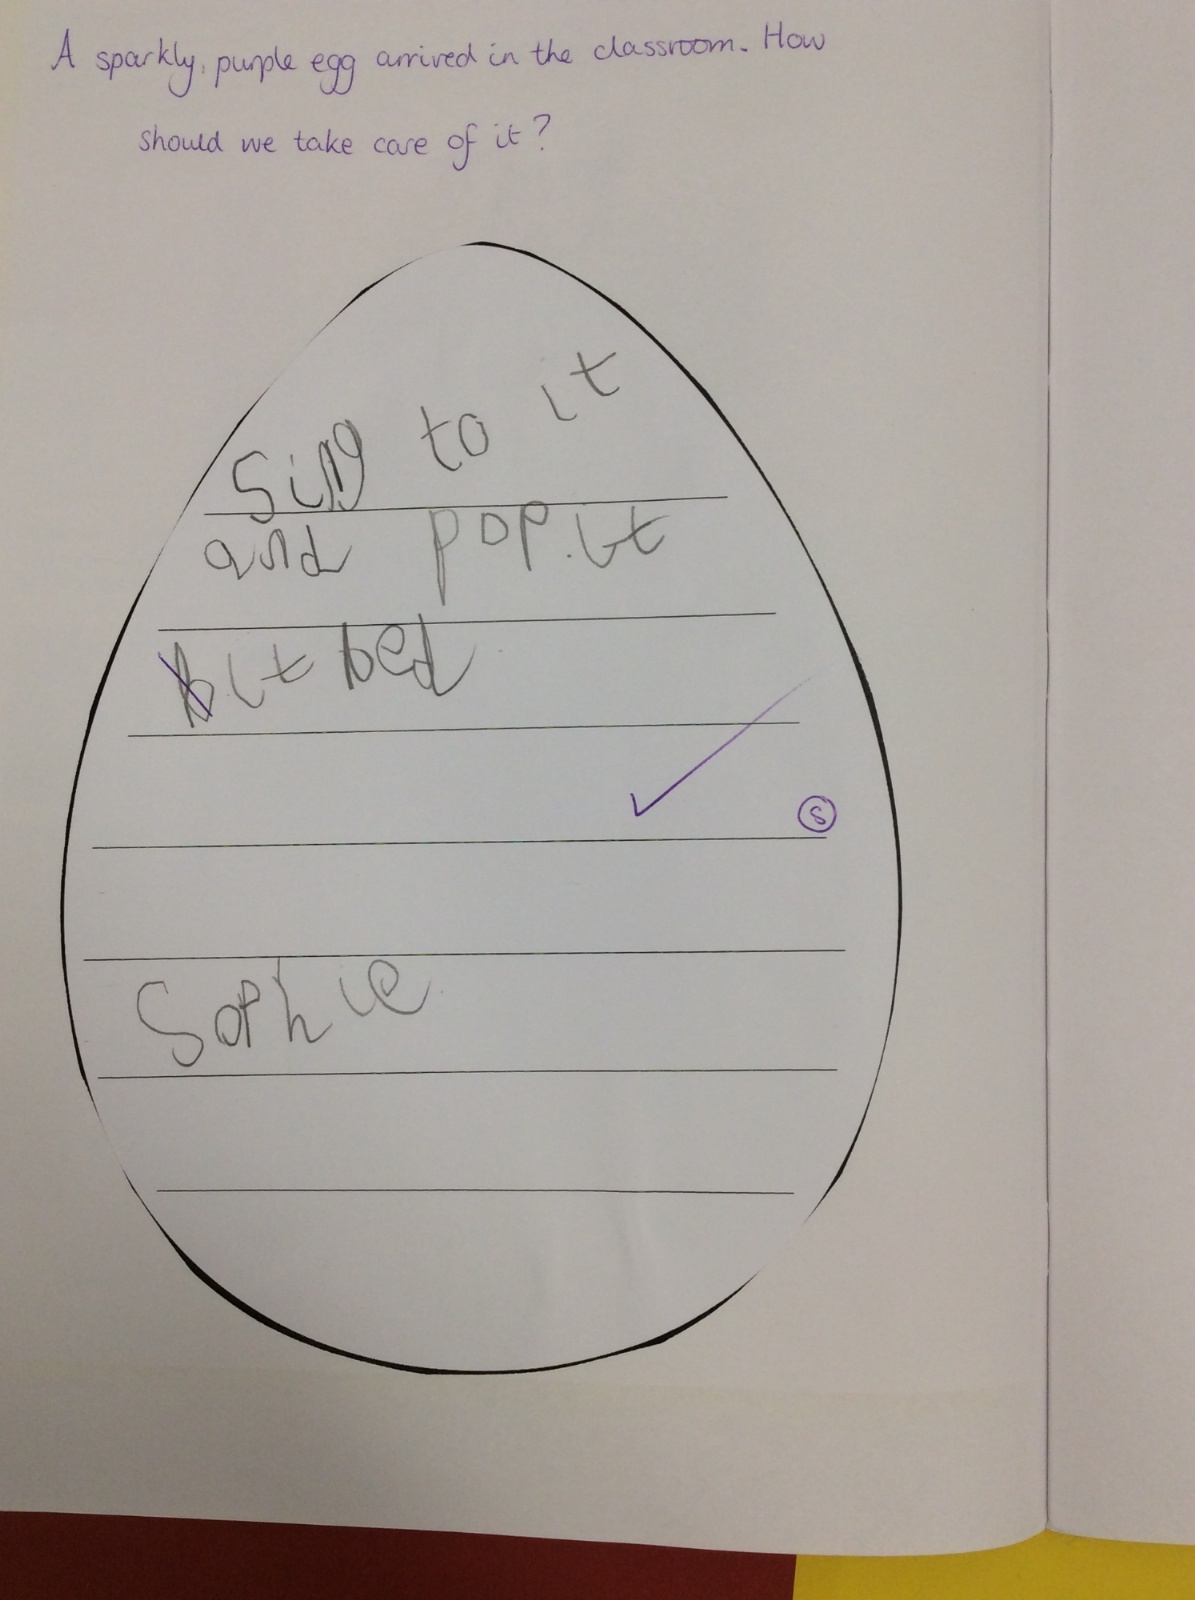 A sparkly, purple egg arrived in the classroom. How
should we take care of it?
Sing to it
and pop it
it bed
S
Sophie